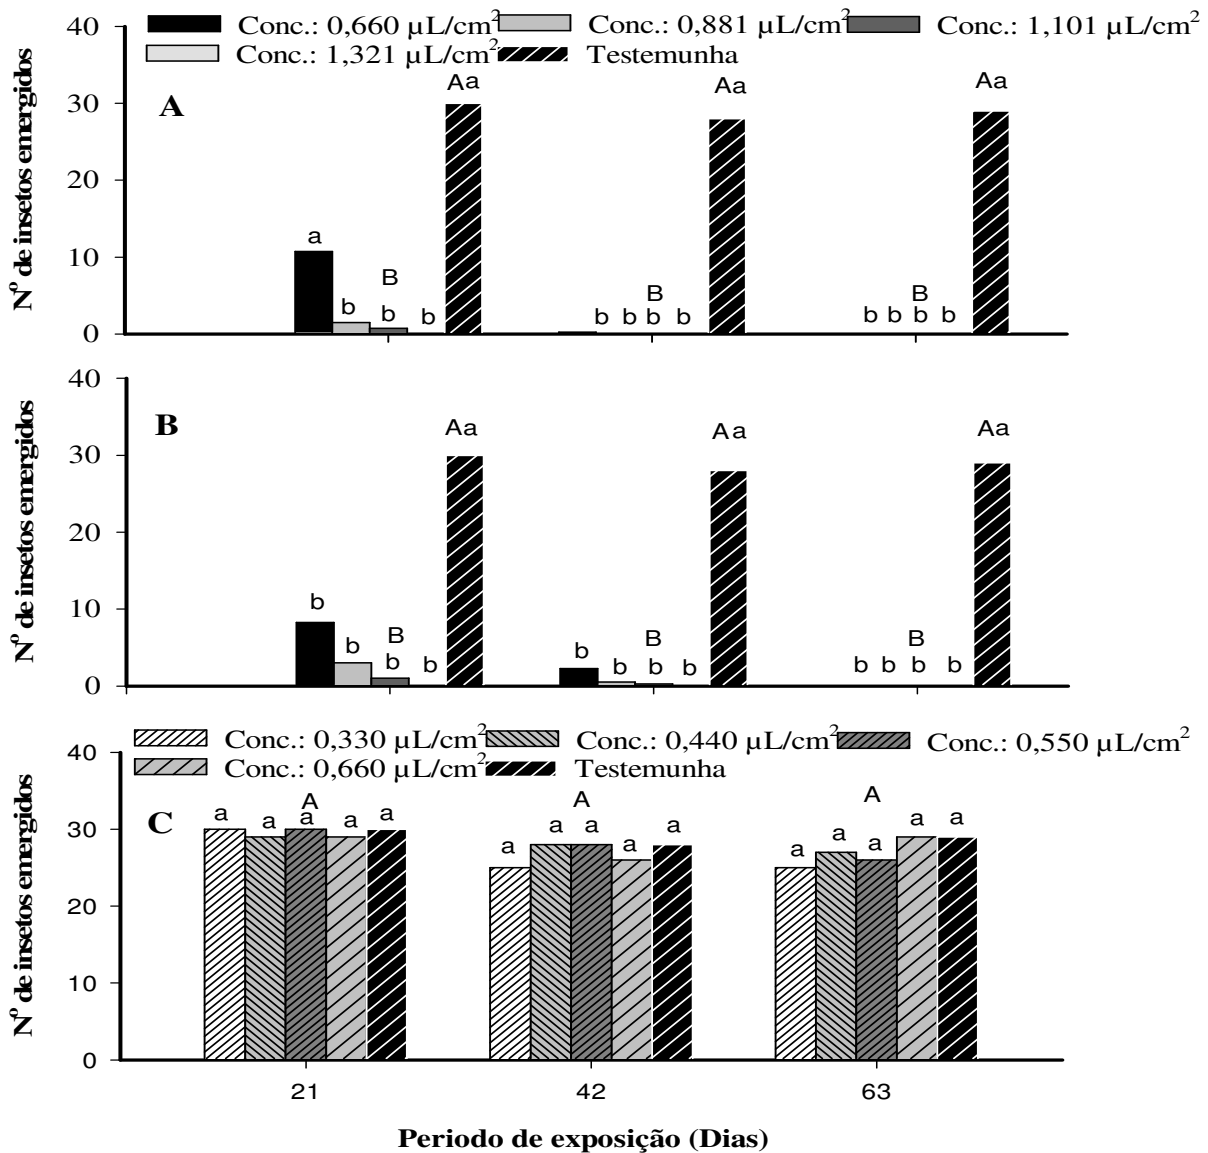 40
Conc.: 0,660 µL/cm² Conc.: 0,881 µL/cm² Conc.: 1,101 µL/cm²
Conc.: 1,321 µL/cm² Testemunha
Nº de insetos emergidos
A
30
20
10
0
a b B b b Aa
b b B b b Aa
b b B b b Aa
40
Nº de insetos emergidos
B
30
20
10
0
b b B b b Aa
b b B b b Aa
b b B b b Aa
Conc.: 0,330 µL/cm² Conc.: 0,440 µL/cm² Conc.: 0,550 µL/cm²
Conc.: 0,660 µL/cm² Testemunha
40
Nº de insetos emergidos
C
30
20
10
0
a a A a a a
a a A a a a
a a A a a a
21 42 63
Periodo de exposição (Dias)